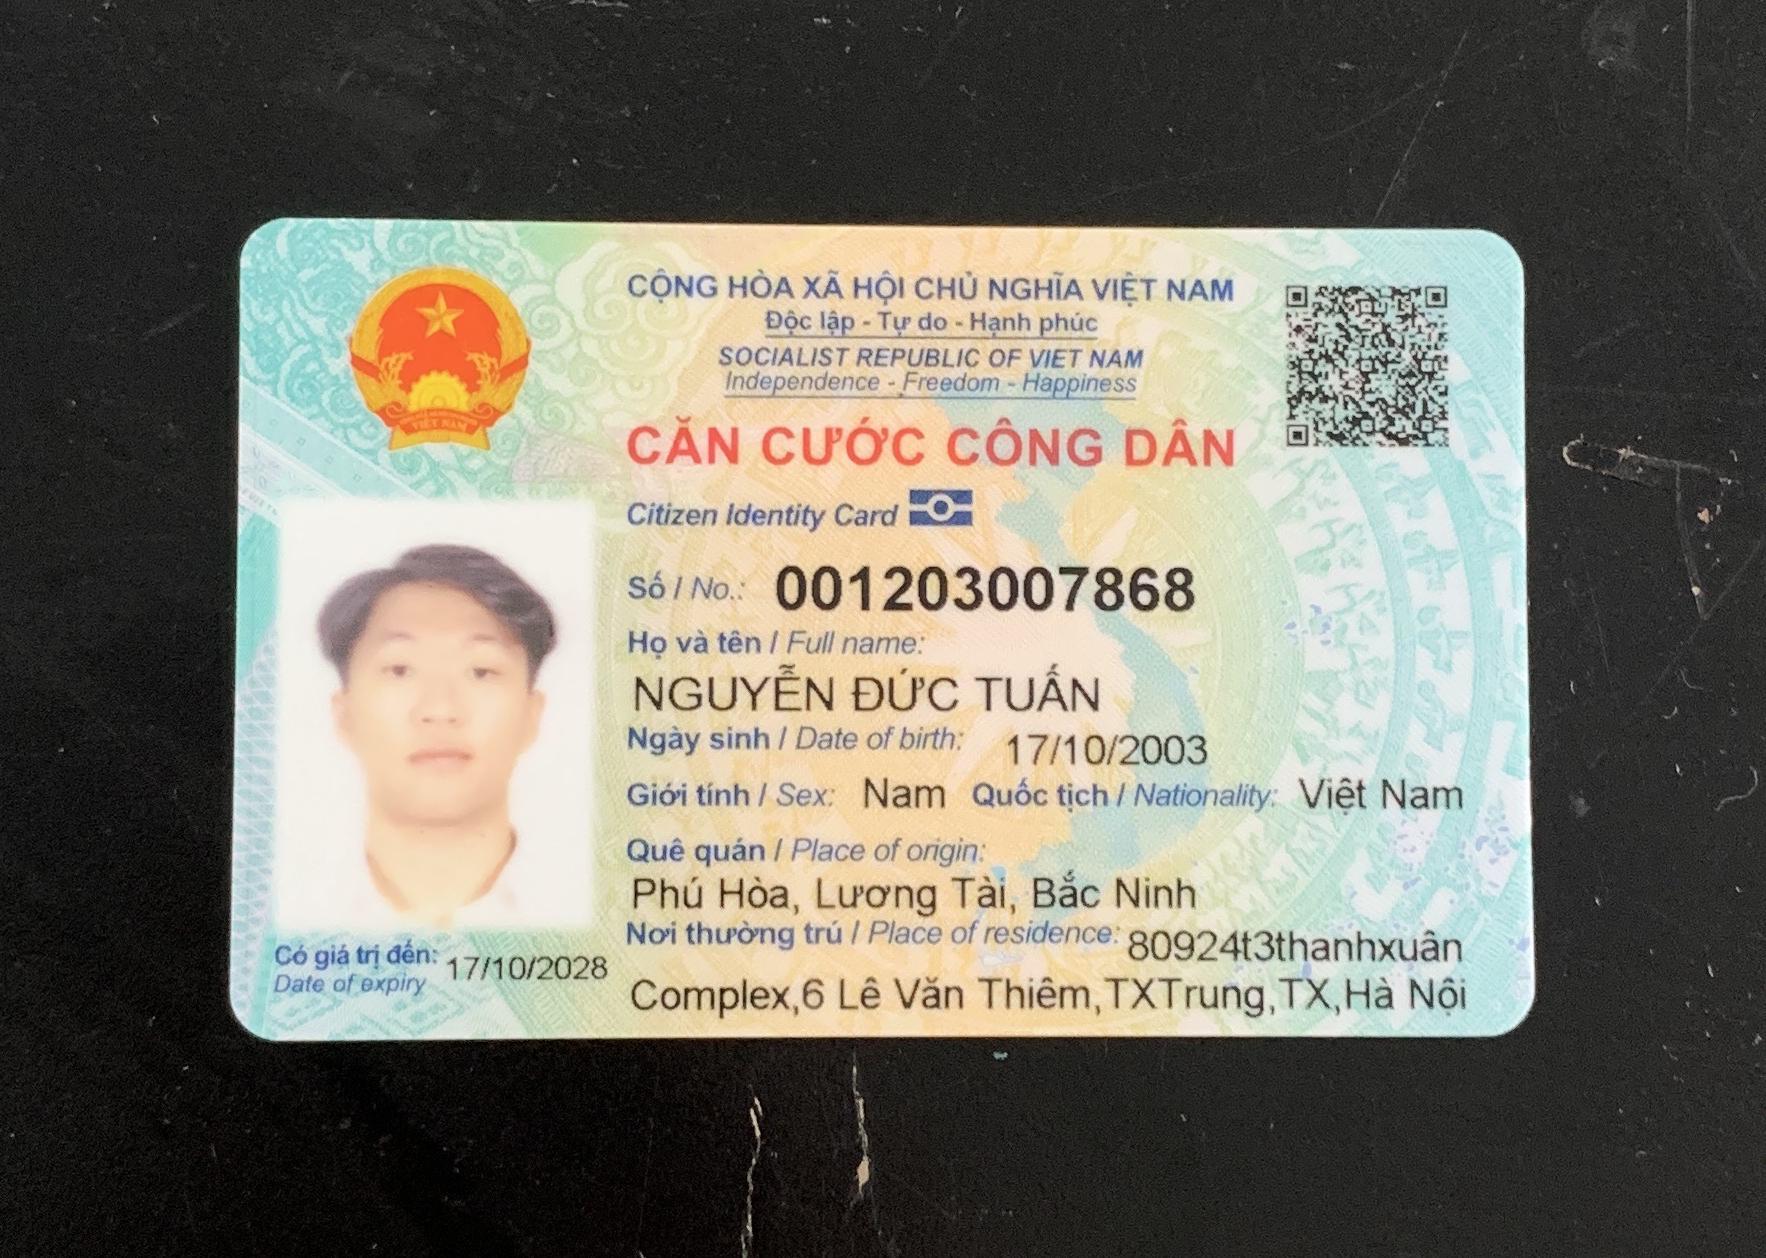 CỘNG HÒA XÃ HỘI CHỦ NGHĨA VIỆT NAM
Độc lập - Tự do - Hạnh phúc
SOCIALIST REPUBLIC OF VIET NAM
Independence - Freedom - Happiness
CĂN CƯỚC CÔNG DÂN
Citizen Identity Card
VIỆT NAM
Số / No.: 001203007868
Họ và tên / Full name:
NGUYỄN ĐỨC TUẤN
Ngày sinh / Date of birth: 17/10/2003
Giới tính / Sex: Nam Quốc tịch / Nationality: Việt Nam
Quê quán / Place of origin:
Phú Hòa, Lương Tài, Bắc Ninh
Nơi thường trú / Place of residence: 80924t3thanhxuân
Complex,6 Lê Văn Thiêm,TXTrung,TX,Hà Nội
Có giá trị đến: 17/10/2028
Date of expiry